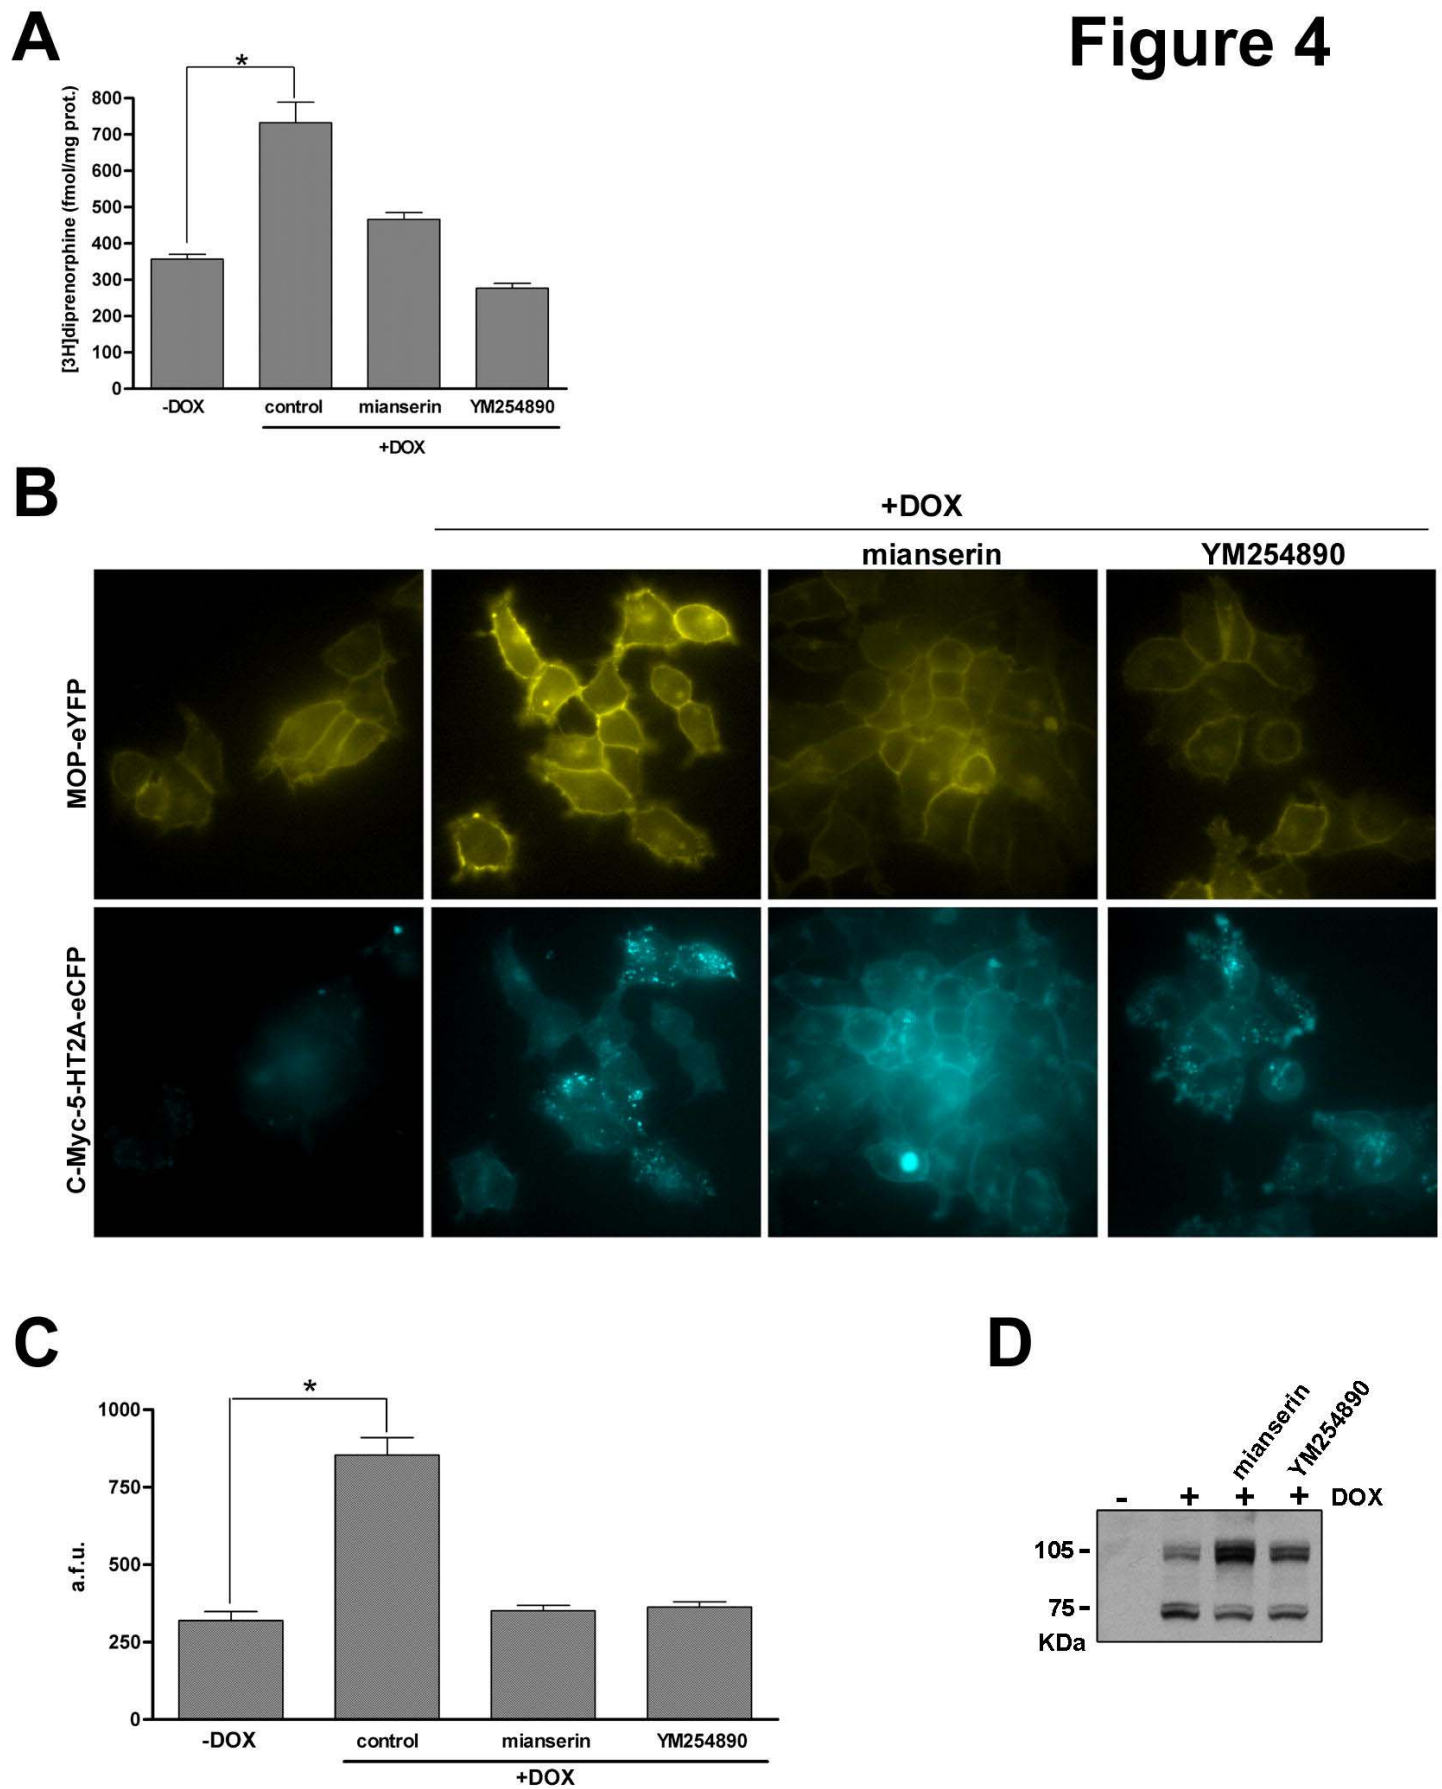 Figure 4
A
*
[3H]diprenorphine (fmol/mg prot.)
800
700
600
500
400
300
200
100
0
-DOX control mianserin YM254890
+DOX
B
+DOX
mianserin YM254890
MOP-eYFP
C-Myc-5-HT2A-eCFP
C
*
a.f.u.
1000
750
500
250
0
-DOX control mianserin YM254890
+DOX
D
mianserin YM254890
- + + + DOX
105 -
75 -
KDa